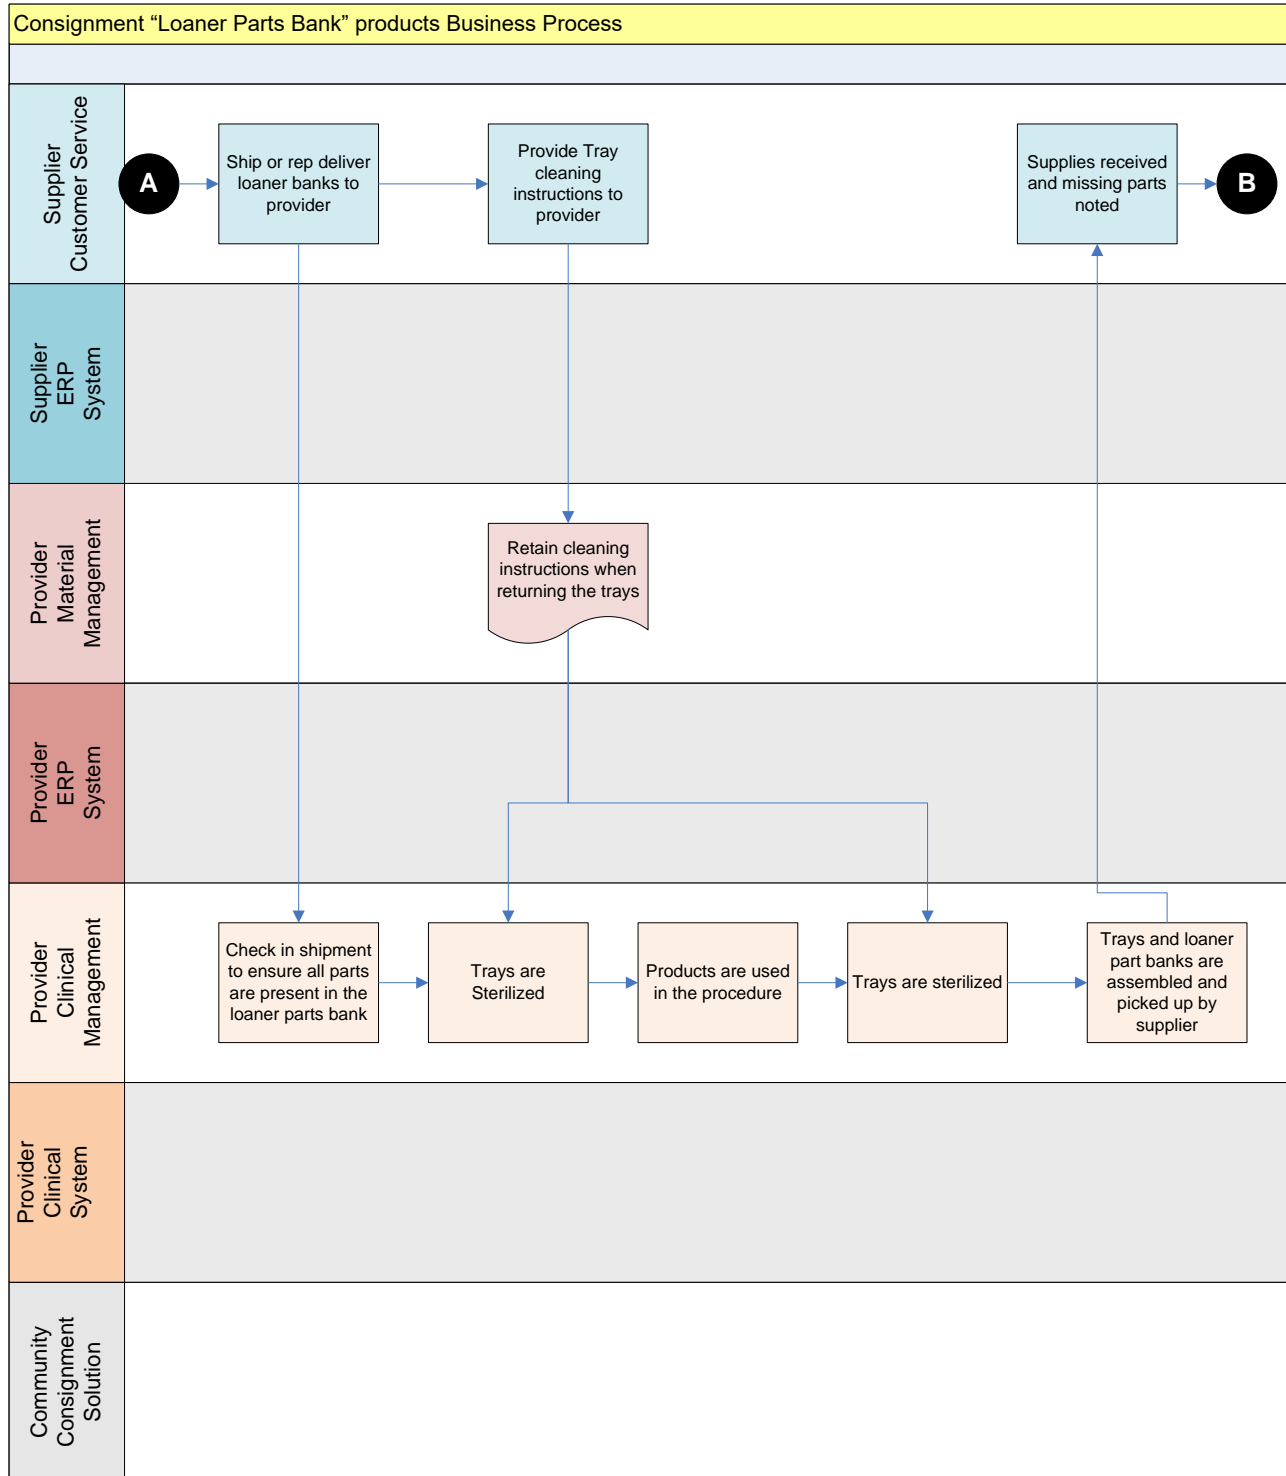 Consignment “Loaner Parts Bank” products Business Process
Supplier
Customer Service
A
Ship or rep deliver
loaner banks to
provider
Provide Tray
cleaning
instructions to
provider
Supplies received
and missing parts
noted
B
Supplier
ERP
System
Provider
Material
Management
Retain cleaning
instructions when
returning the trays
Provider
ERP
System
Provider
Clinical
Management
Check in shipment
to ensure all parts
are present in the
loaner parts bank
Trays are
Sterilized
Products are used
in the procedure
Trays are sterilized
Trays and loaner
part banks are
assembled and
picked up by
supplier
Provider
Clinical
System
Community
Consignment
Solution